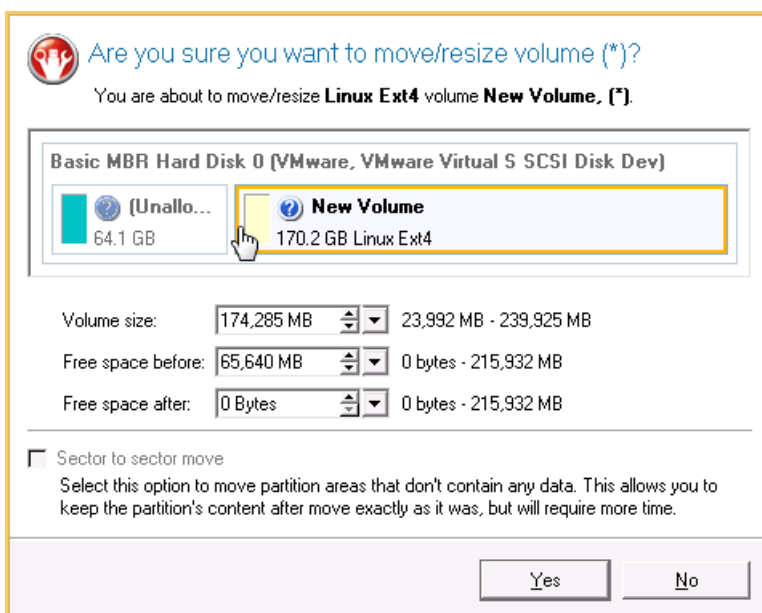 Are you sure you want to move/resize volume (*)?
You are about to move/resize Linux Ext4 volume New Volume, (*).
Basic MBR Hard Disk 0 (VMware, VMware Virtual S SCSI Disk Dev)
(Unallo...
64.1 GB
New Volume
170.2 GB Linux Ext4
Volume size: 174,285 MB 23,992 MB - 239,925 MB
Free space before: 65,640 MB 0 bytes - 215,932 MB
Free space after: 0 Bytes 0 bytes - 215,932 MB
Sector to sector move
Select this option to move partition areas that don't contain any data. This allows you to
keep the partition's content after move exactly as it was, but will require more time.
Yes No